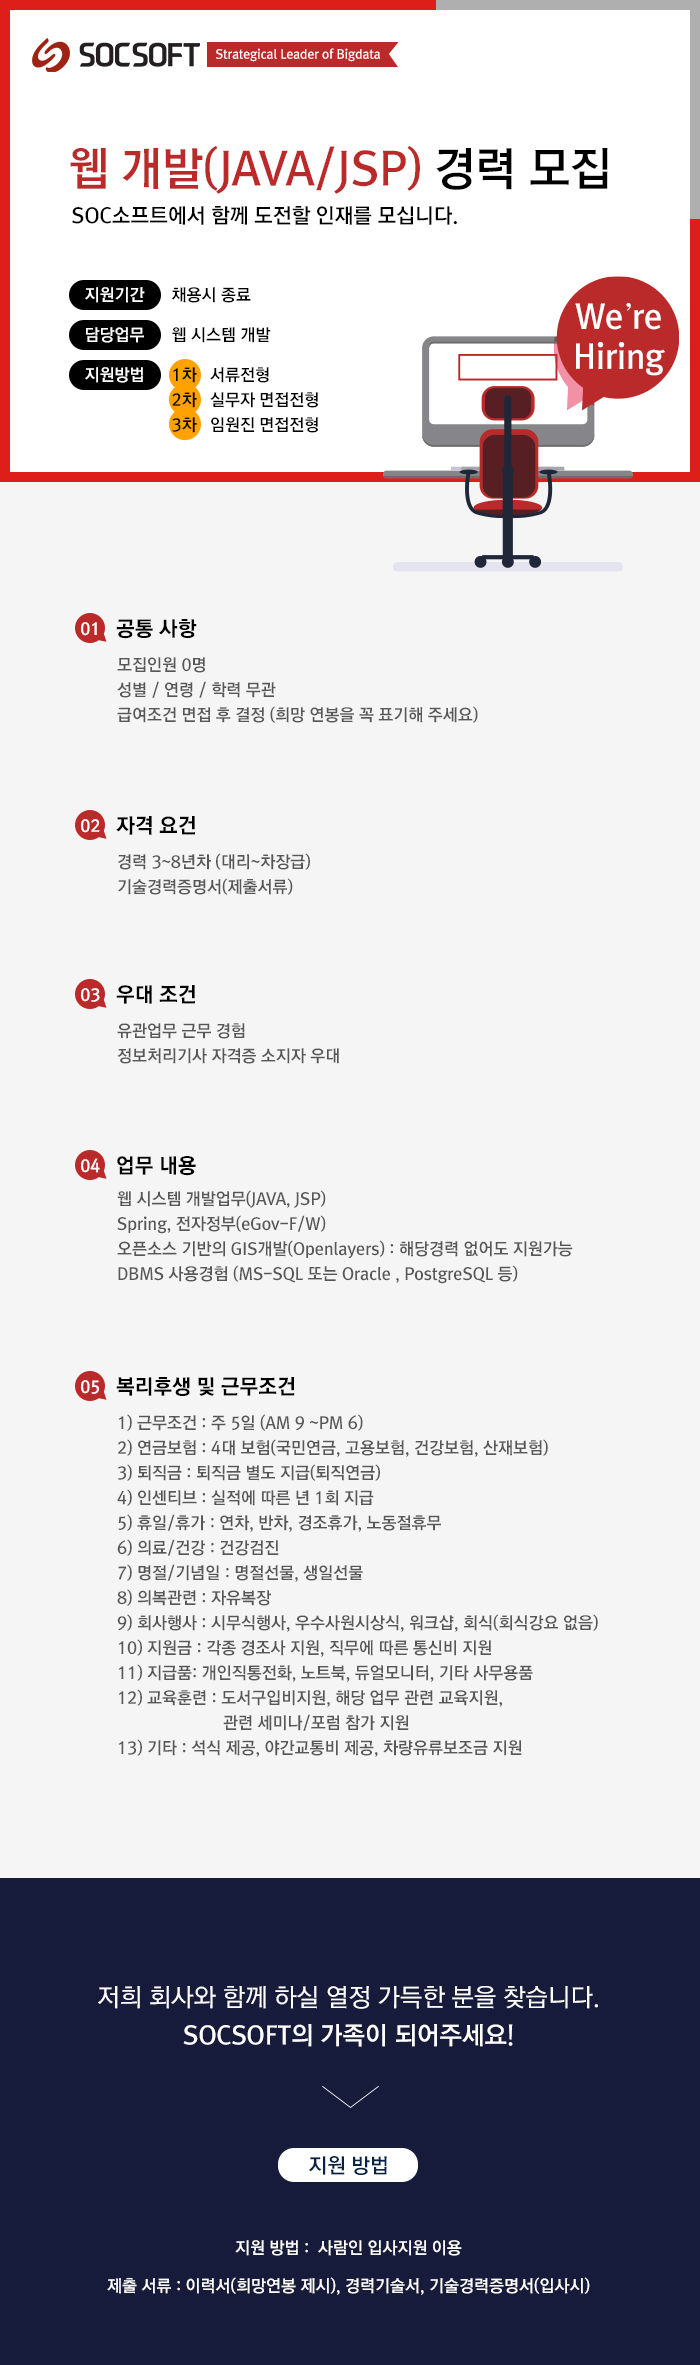 SOCSOFT Strategical Leader of Bigdata
웹 개발(JAVA/JSP) 경력 모집
SOC소프트에서 함께 도전할 인재를 모십니다.
지원기간 채용시 종료
담당업무 웹 시스템 개발
지원방법 1차 서류전형
2차 실무자 면접전형
3차 임원진 면접전형
We're
Hiring
01 공통 사항
모집인원 0명
성별 / 연령 / 학력 무관
급여조건 면접 후 결정 (희망 연봉을 꼭 표기해 주세요)
02 자격 요건
경력 3~8년차 (대리~차장급)
기술경력증명서(제출서류)
03 우대 조건
유관업무 근무 경험
정보처리기사 자격증 소지자 우대
04 업무 내용
웹 시스템 개발업무(JAVA, JSP)
Spring, 전자정부(eGov-F/W)
오픈소스 기반의 GIS개발(Openlayers) : 해당경력 없어도 지원가능
DBMS 사용경험 (MS-SQL 또는 Oracle , PostgreSQL 등)
05 복리후생 및 근무조건
1) 근무조건 : 주 5일 (AM 9 ~PM 6)
2) 연금보험 : 4대 보험(국민연금, 고용보험, 건강보험, 산재보험)
3) 퇴직금 : 퇴직금 별도 지급(퇴직연금)
4) 인센티브 : 실적에 따른 년 1회 지급
5) 휴일/휴가 : 연차, 반차, 경조휴가, 노동절휴무
6) 의료/건강 : 건강검진
7) 명절/기념일 : 명절선물, 생일선물
8) 의복관련 : 자유복장
9) 회사행사 : 시무식행사, 우수사원시상식, 워크샵, 회식(회식강요 없음)
10) 지원금 : 각종 경조사 지원, 직무에 따른 통신비 지원
11) 지급품: 개인직통전화, 노트북, 듀얼모니터, 기타 사무용품
12) 교육훈련 : 도서구입비지원, 해당 업무 관련 교육지원,
관련 세미나/포럼 참가 지원
13) 기타 : 석식 제공, 야간교통비 제공, 차량유류보조금 지원
저희 회사와 함께 하실 열정 가득한 분을 찾습니다.
SOCSOFT의 가족이 되어주세요!
지원 방법
지원 방법 : 사람인 입사지원 이용
제출 서류 : 이력서(희망연봉 제시), 경력기술서, 기술경력증명서(입사시)